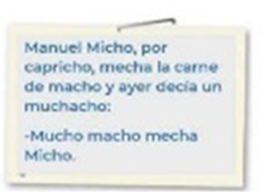 Manuel Micho, por
capricho, mecha la carne
de macho y ayer decía un
muchacho:
-Mucho macho mecha
Micho.